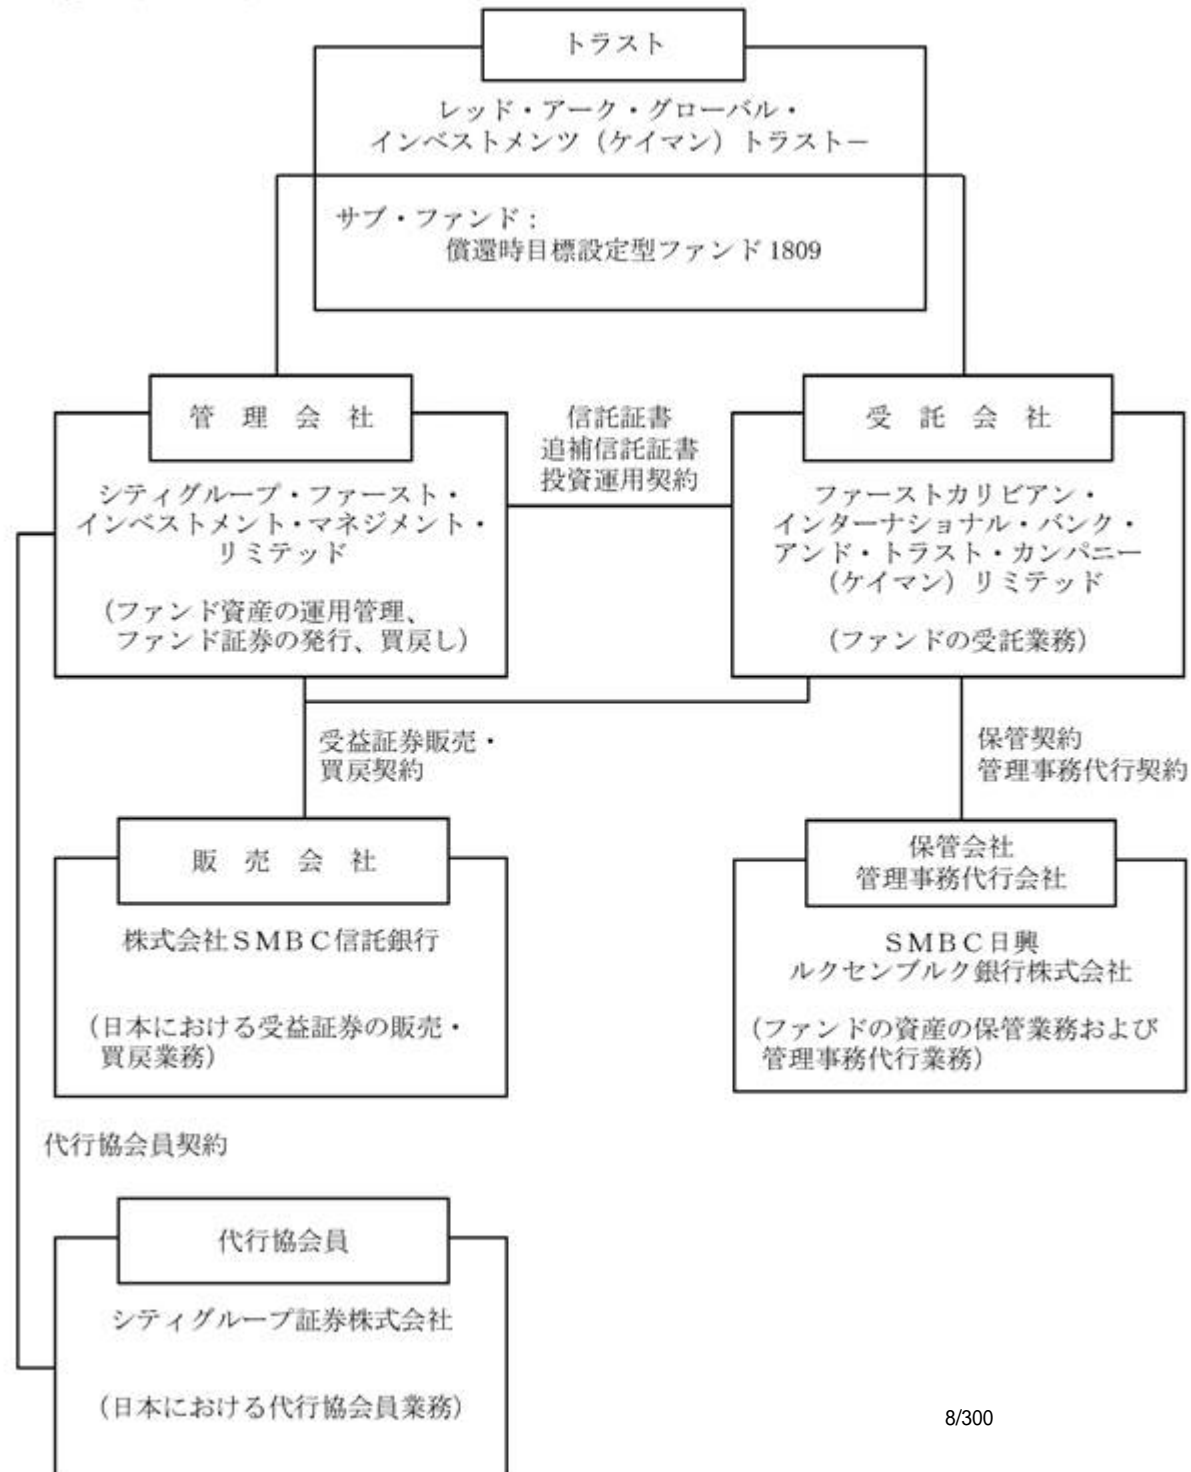 トラスト
レッド・アーク・グローバル・
インベストメンツ（ケイマン）トラスト－
サブ・ファンド：
償還時目標設定型ファンド 1809
管　理　会　社
シティグループ・ファースト・
インベストメント・マネジメント・
リミテッド
（ファンド資産の運用管理、
ファンド証券の発行、買戻し）
信託証書
追補信託証書
投資運用契約
受　託　会　社
ファーストカリビアン・
インターナショナル・バンク・
アンド・トラスト・カンパニー
（ケイマン）リミテッド
（ファンドの受託業務）
受益証券販売・
買戻契約
保管契約
管理事務代行契約
販　売　会　社
株式会社ＳＭＢＣ信託銀行
（日本における受益証券の販売・
買戻業務）
保管会社
管理事務代行会社
ＳＭＢＣ日興
ルクセンブルク銀行株式会社
（ファンドの資産の保管業務および
管理事務代行業務）
代行協会員契約
代行協会員
シティグループ証券株式会社
（日本における代行協会員業務）
8/300